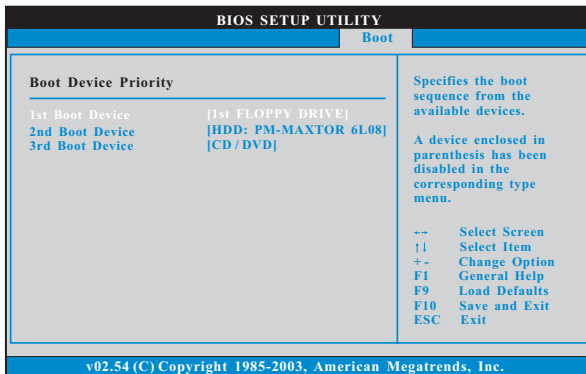 BIOS SETUP UTILITY
Boot
Boot Device Priority
1st Boot Device [1st FLOPPY DRIVE]
2nd Boot Device [HDD: PM-MAXTOR 6L08]
3rd Boot Device [CD/DVD]
Specifies the boot
sequence from the
available devices.
A device enclosed in
parenthesis has been
disabled in the
corresponding type
menu.
←→ Select Screen
↑↓ Select Item
+- Change Option
F1 General Help
F9 Load Defaults
F10 Save and Exit
ESC Exit
v02.54 (C) Copyright 1985-2003, American Megatrends, Inc.